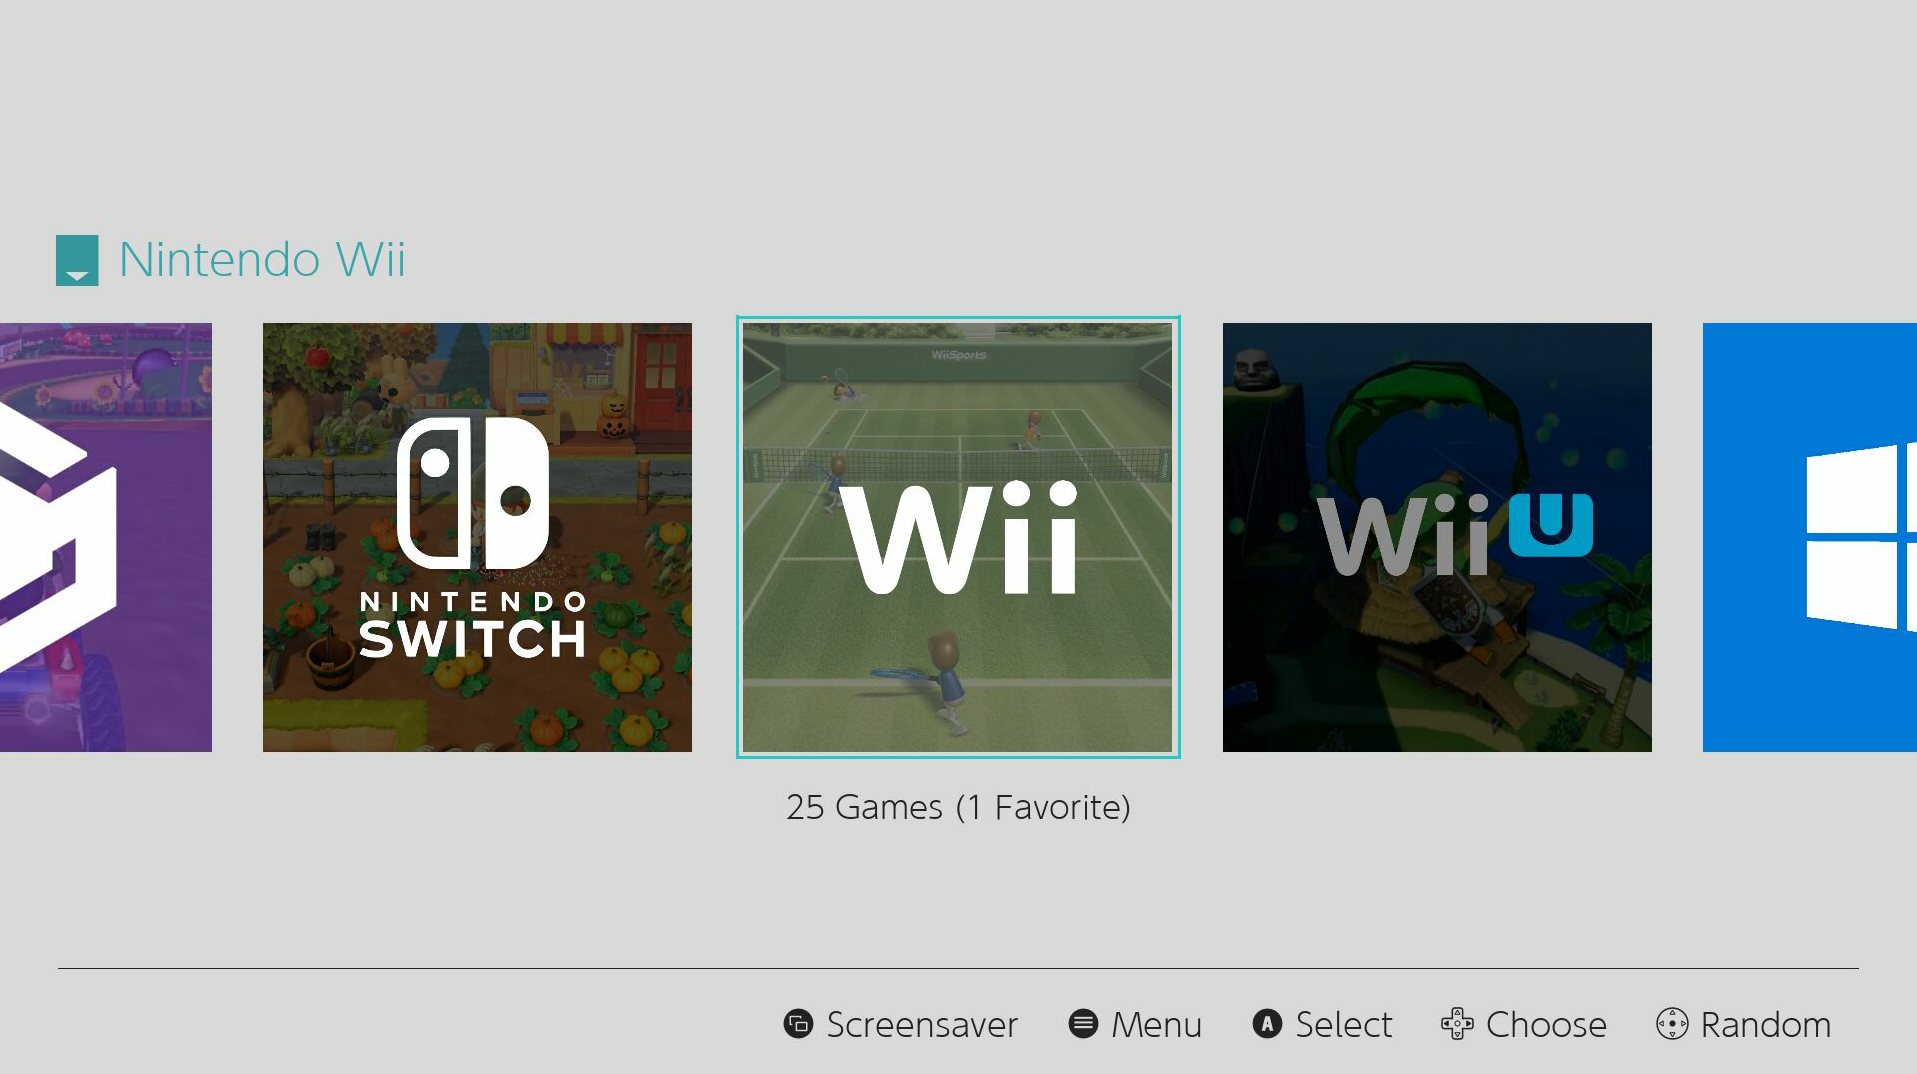 Nintendo Wii
NINTENDO
SWITCH
WiiSports
Wii
Wii U
25 Games (1 Favorite)
Screensaver
Menu
A Select
Choose
Random